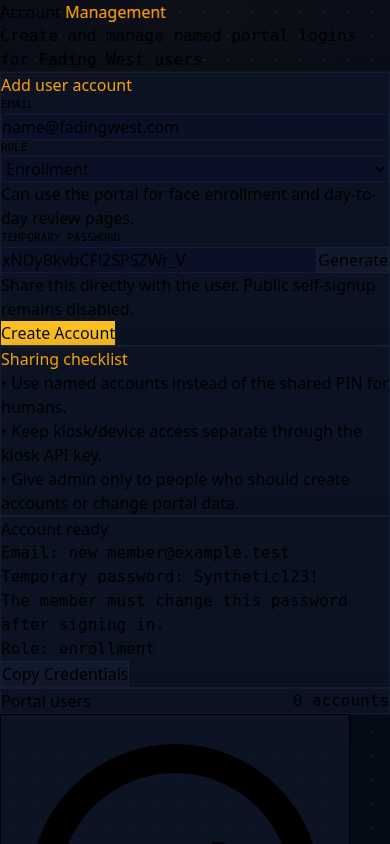 Account Management
Create and manage named portal logins
for Fading West users
Add user account
EMAIL
name@fadingwest.com
ROLE
Enrollment
Can use the portal for face enrollment and day-to-
day review pages.
TEMPORARY PASSWORD
xNDyBkvbCF!2SPSZWr_V Generate
Share this directly with the user. Public self-signup
remains disabled.
Create Account
Sharing checklist
• Use named accounts instead of the shared PIN for
humans.
• Keep kiosk/device access separate through the
kiosk API key.
• Give admin only to people who should create
accounts or change portal data.
Account ready
Email: new member@example.test
Temporary password: Synthetic123!
The member must change this password
after signing in.
Role: enrollment
Copy Credentials
Portal users 0 accounts